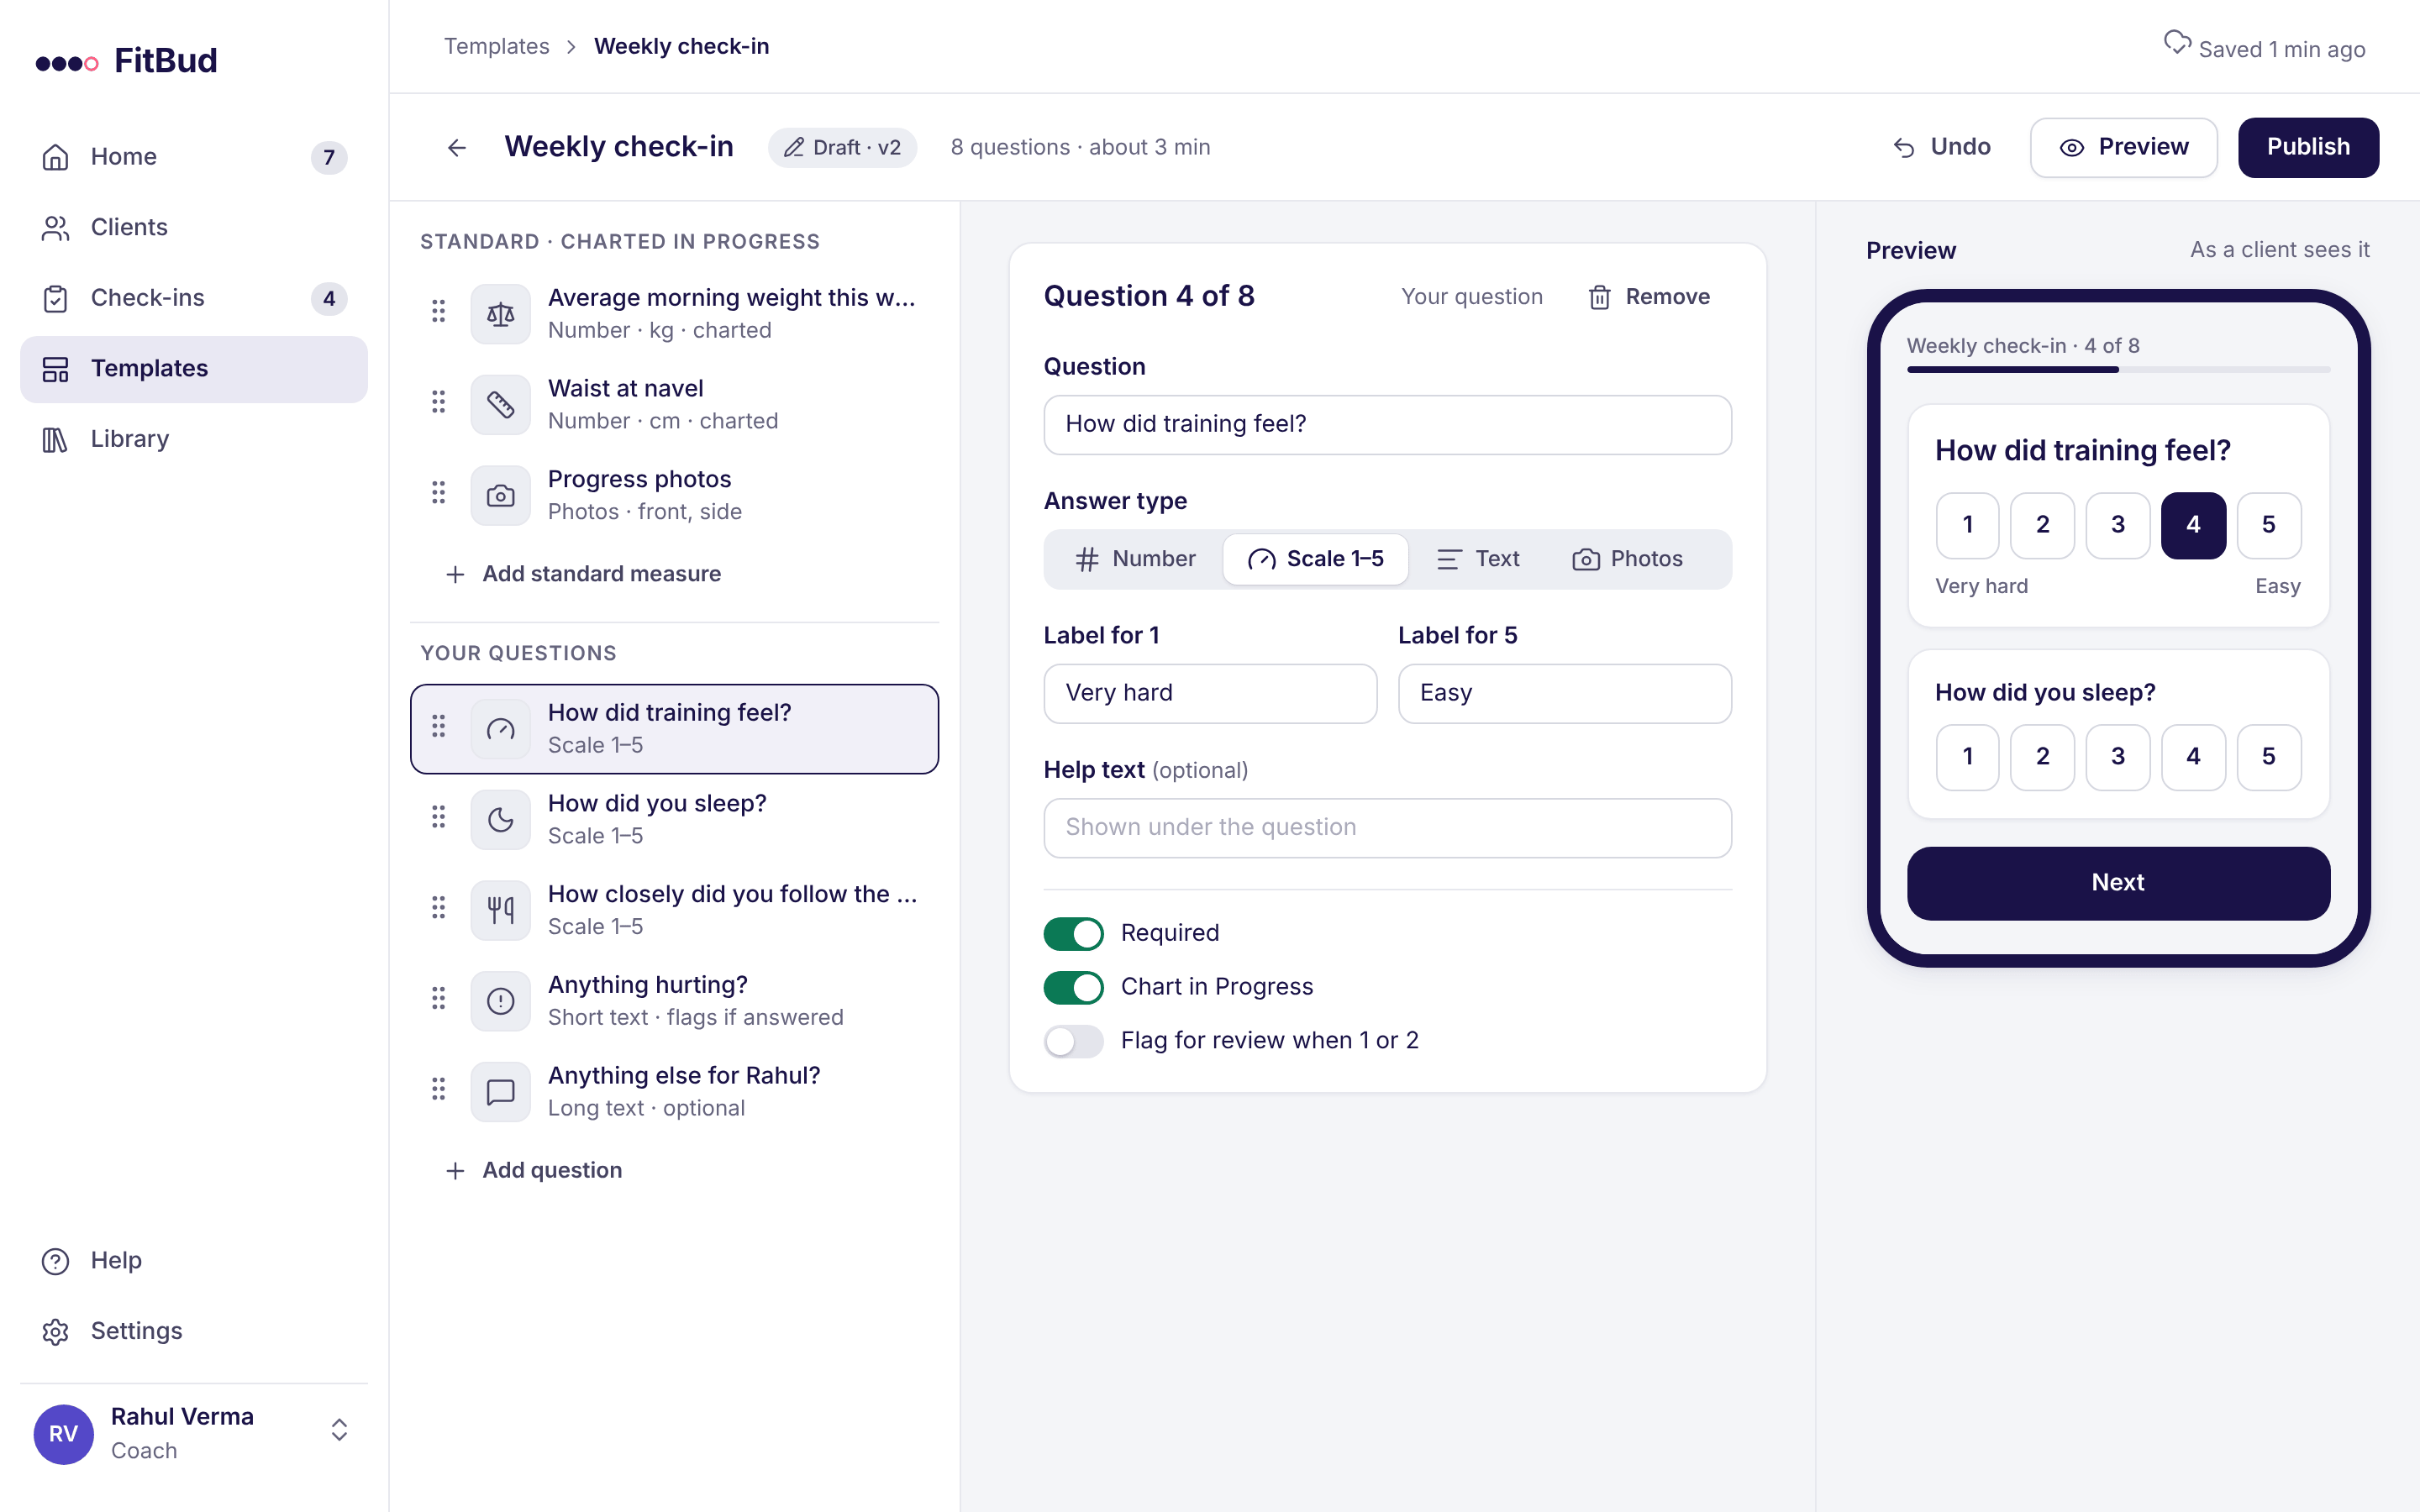 FitBud
Home 7
Clients
Check-ins 4
Templates
Library
Help
Settings
RV
Rahul Verma
Coach
Templates > Weekly check-in
Saved 1 min ago
Weekly check-in
Draft · v2
8 questions · about 3 min
Undo
Preview
Publish
STANDARD · CHARTED IN PROGRESS
Average morning weight this w...
Number · kg · charted
Waist at navel
Number · cm · charted
Progress photos
Photos · front, side
+ Add standard measure
YOUR QUESTIONS
How did training feel?
Scale 1–5
How did you sleep?
Scale 1–5
How closely did you follow the ...
Scale 1–5
Anything hurting?
Short text · flags if answered
Anything else for Rahul?
Long text · optional
+ Add question
Question 4 of 8
Your question
Remove
Question
How did training feel?
Answer type
Number
Scale 1–5
Text
Photos
Label for 1
Label for 5
Very hard
Easy
Help text (optional)
Shown under the question
Required
Chart in Progress
Flag for review when 1 or 2
Preview
As a client sees it
Weekly check-in · 4 of 8
How did training feel?
1 2 3 4 5
Very hard
Easy
How did you sleep?
1 2 3 4 5
Next